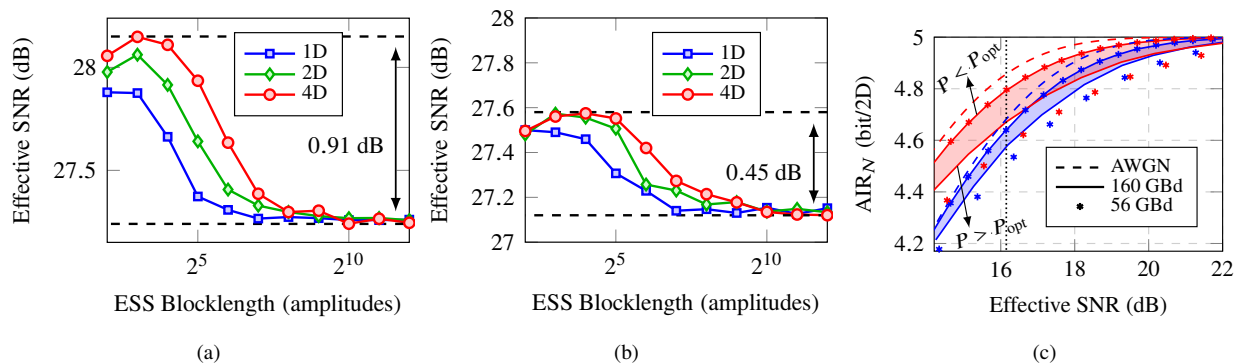 28
27.5
2^5
2^10
Effective SNR (dB)
ESS Blocklength (amplitudes)
1D
2D
4D
0.91 dB
(a)
28
27.8
27.6
27.4
27.2
27
2^5
2^10
Effective SNR (dB)
ESS Blocklength (amplitudes)
1D
2D
4D
0.45 dB
(b)
5
4.8
4.6
4.4
4.2
16
18
20
22
AIR_N (bit/2D)
Effective SNR (dB)
P < P_opt
P > P_opt
AWGN
160 GBd
56 GBd
(c)